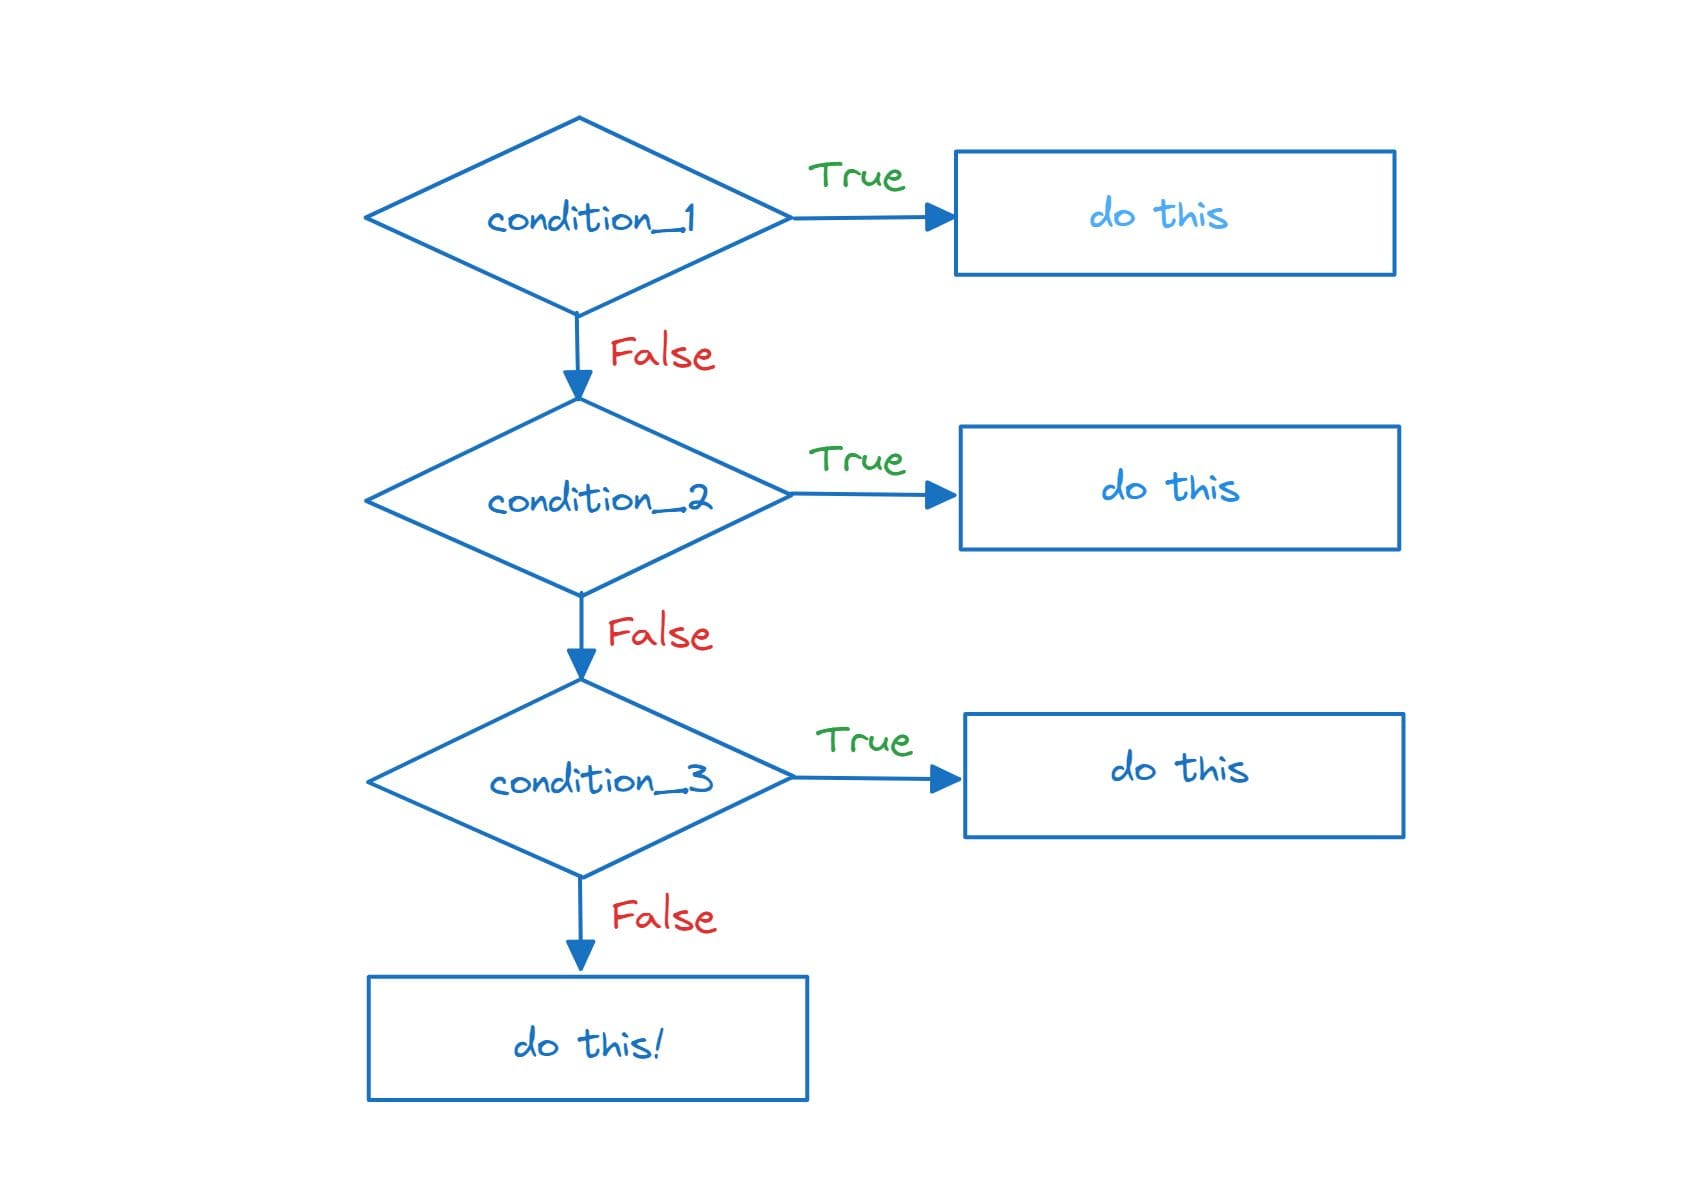 condition_1
True
do this
False
condition_2
True
do this
False
condition_3
True
do this
False
do this!